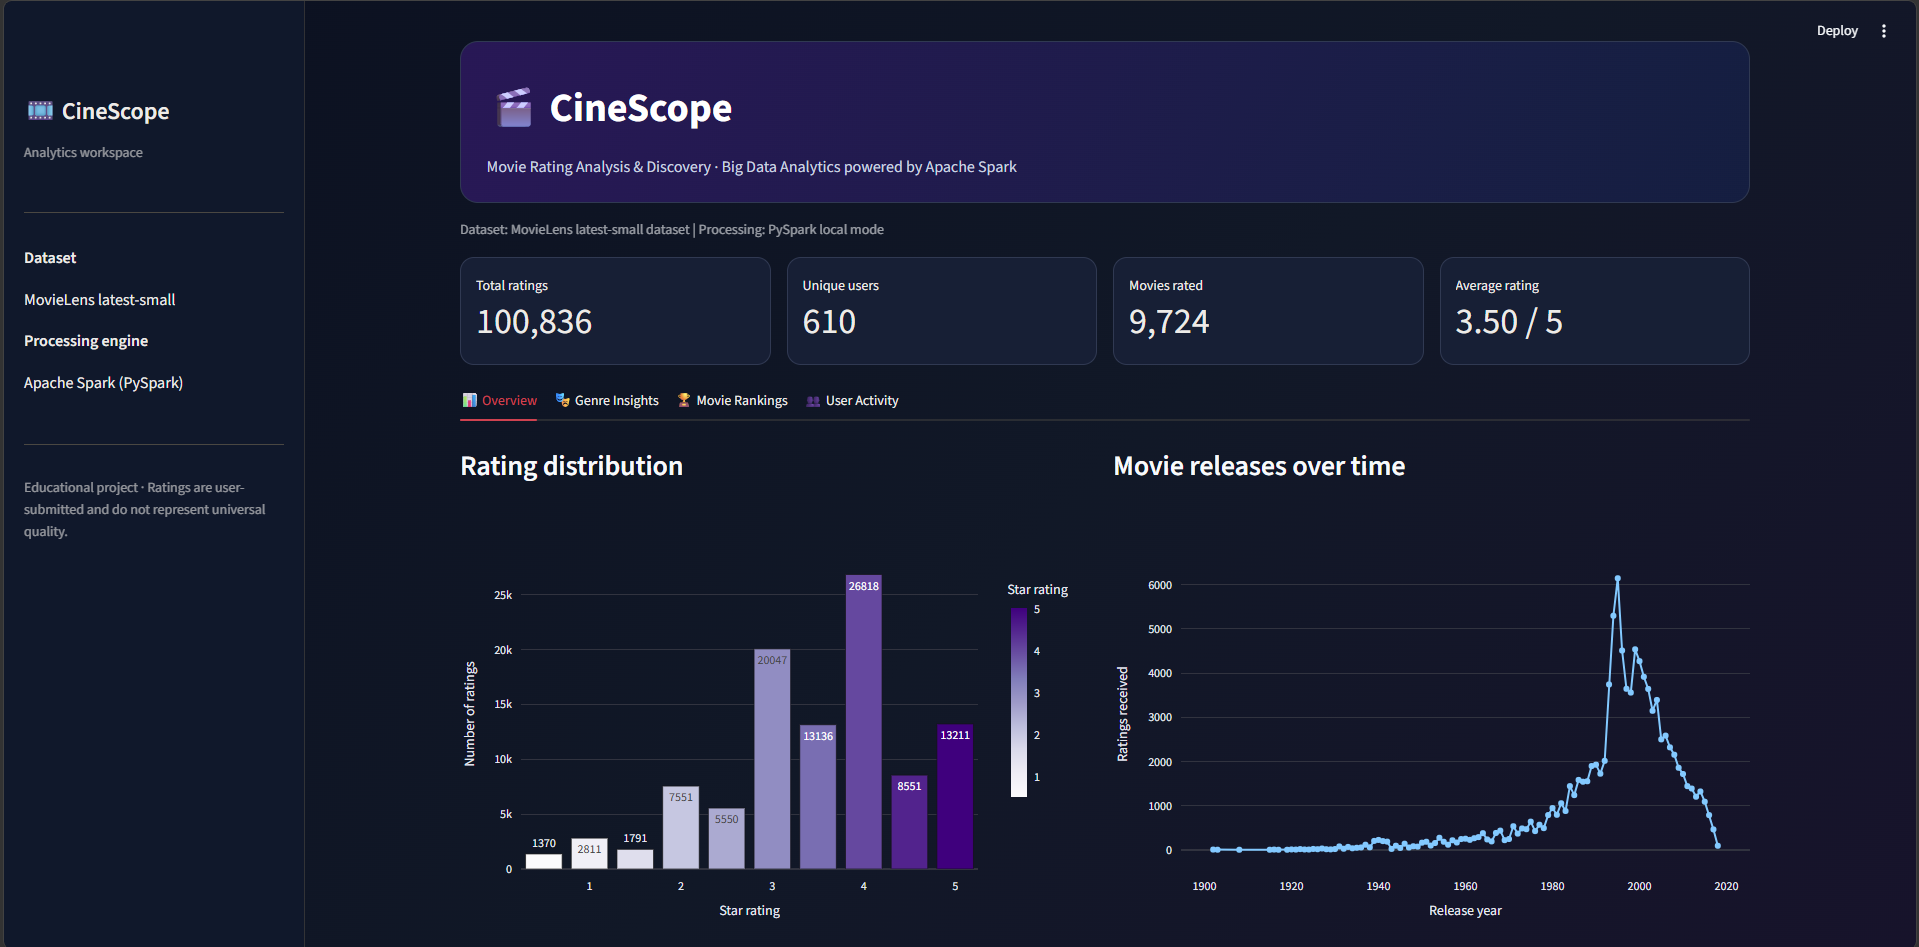 Deploy
CineScope
Analytics workspace
Dataset
MovieLens latest-small
Processing engine
Apache Spark (PySpark)
Educational project · Ratings are user-
submitted and do not represent universal
quality.
CineScope
Movie Rating Analysis & Discovery · Big Data Analytics powered by Apache Spark
Dataset: MovieLens latest-small dataset | Processing: PySpark local mode
Total ratings
100,836
Unique users
610
Movies rated
9,724
Average rating
3.50 / 5
Overview
Genre Insights
Movie Rankings
User Activity
Rating distribution
Number of ratings
25k
20k
15k
10k
5k
0
1370
2811
1791
7551
5550
20047
13136
26818
8551
13211
1
2
3
4
5
Star rating
Star rating
5
4
3
2
1
Movie releases over time
Ratings received
6000
5000
4000
3000
2000
1000
0
1900
1920
1940
1960
1980
2000
2020
Release year